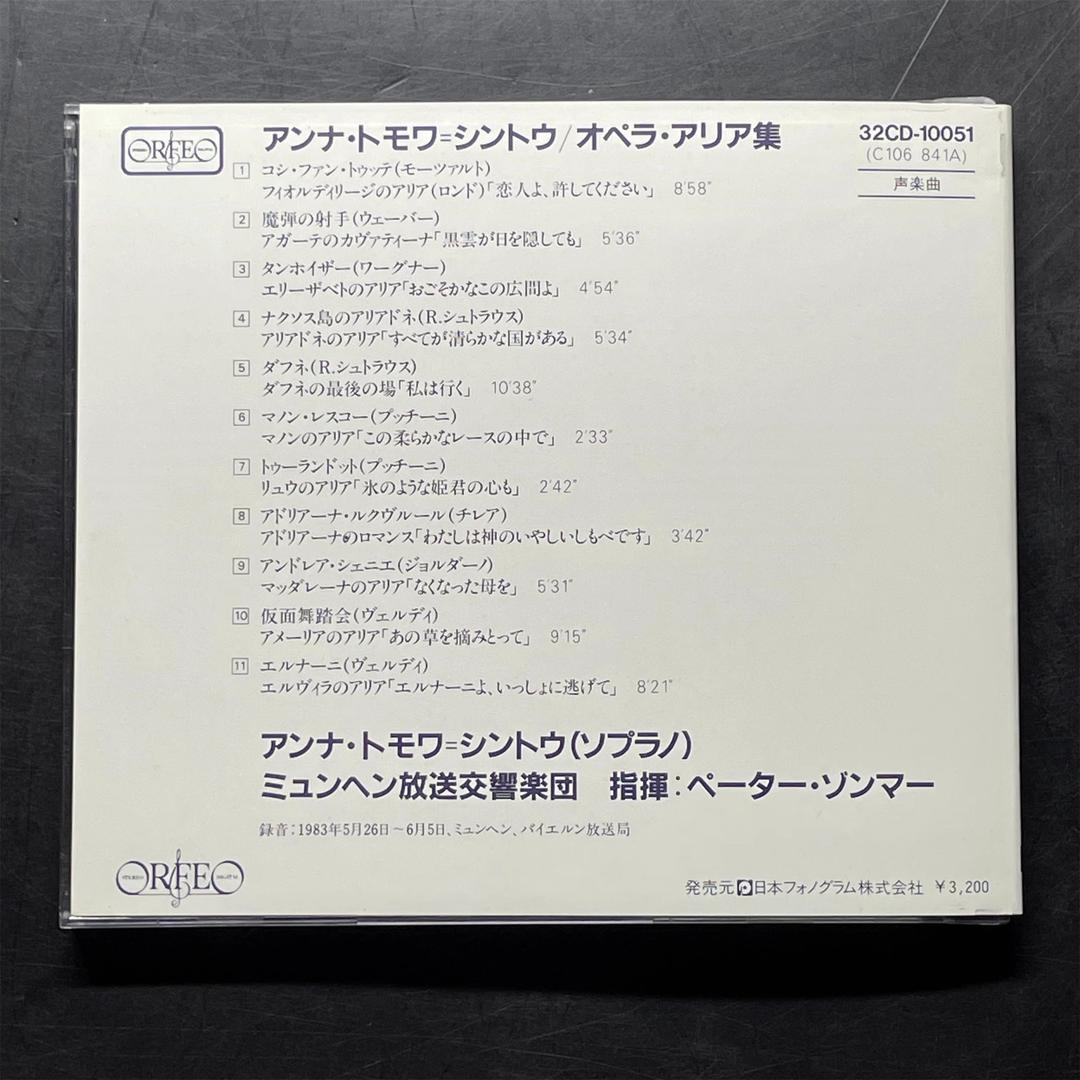 ORFEO
アンナ・トモワ=シントウ/オペラ・アリア集
32CD-10051
(C106 841A)
声楽曲
1 コシ・ファン・トゥッテ(モーツァルト)
フィオルディリージのアリア(ロンド)「恋人よ、許してください」 8'58"
2 魔弾の射手(ウェーバー)
アガーテのカヴァティーナ「黒雲が日を隠しても」 5'36"
3 タンホイザー(ワーグナー)
エリーザベトのアリア「おごそかなこの広間よ」 4'54"
4 ナクソス島のアリアドネ(R.シュトラウス)
アリアドネのアリア「すべてが清らかな国がある」 5'34"
5 ダフネ(R.シュトラウス)
ダフネの最後の場「私は行く」 10'38"
6 マノン・レスコー(プッチーニ)
マノンのアリア「この柔らかなレースの中で」 2'33"
7 トゥーランドット(プッチーニ)
リュウのアリア「氷のような姫君の心も」 2'42"
8 アドリアーナ・ルクヴルール(チレア)
アドリアーナのロマンス「わたしは神のいやしいしもべです」 3'42"
9 アンドレア・シェニエ(ジョルダーノ)
マッダレーナのアリア「なくなった母を」 5'31"
10 仮面舞踏会(ヴェルディ)
アメーリアのアリア「あの草を摘みとって」 9'15"
11 エルナーニ(ヴェルディ)
エルヴィラのアリア「エルナーニよ、いっしょに逃げて」 8'21"
アンナ・トモワ=シントウ(ソプラノ)
ミュンヘン放送交響楽団 指揮:ペーター・ゾンマー
録音:1983年5月26日~6月5日、ミュンヘン、バイエルン放送局
ORFEO
発売元 日本フォノグラム株式会社 ¥3,200